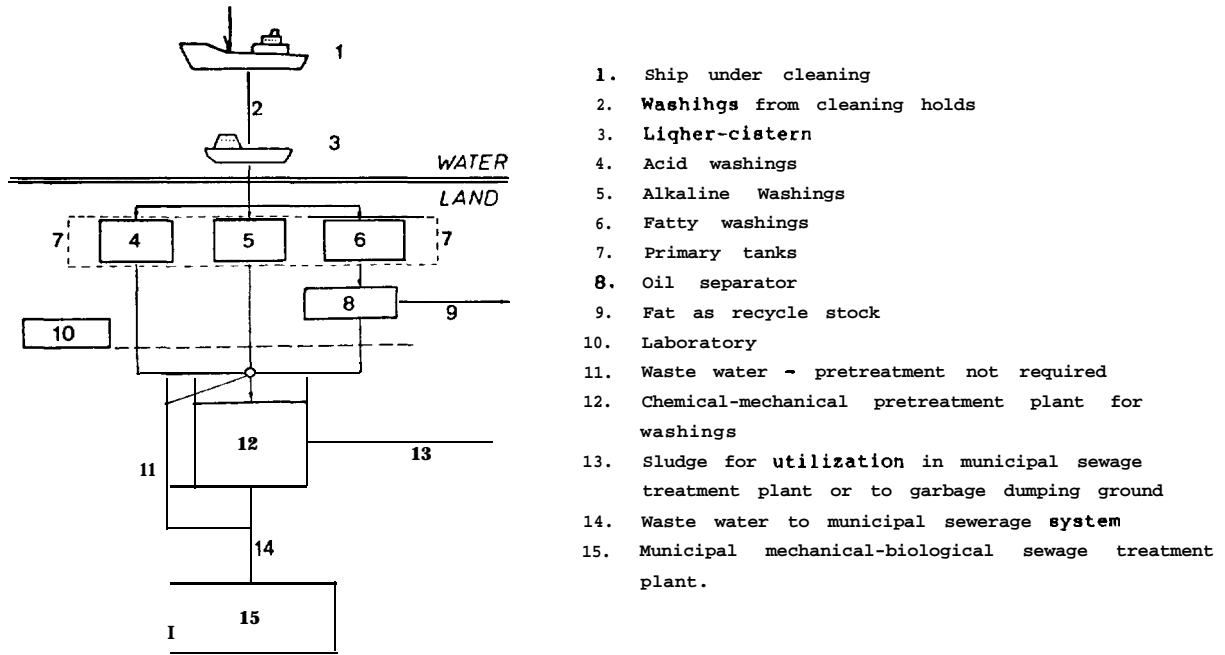 1
2
3
WATER
LAND
7 4 5 6 7
8
9
10
12
13
11
14
15
I
1. Ship under cleaning
2. Washihgs from cleaning holds
3. Liqher-cistern
4. Acid washings
5. Alkaline Washings
6. Fatty washings
7. Primary tanks
8. Oil separator
9. Fat as recycle stock
10. Laboratory
11. Waste water - pretreatment not required
12. Chemical-mechanical pretreatment plant for
washings
13. Sludge for utilization in municipal sewage
treatment plant or to garbage dumping ground
14. Waste water to municipal sewerage system
15. Municipal mechanical-biological sewage treatment
plant.